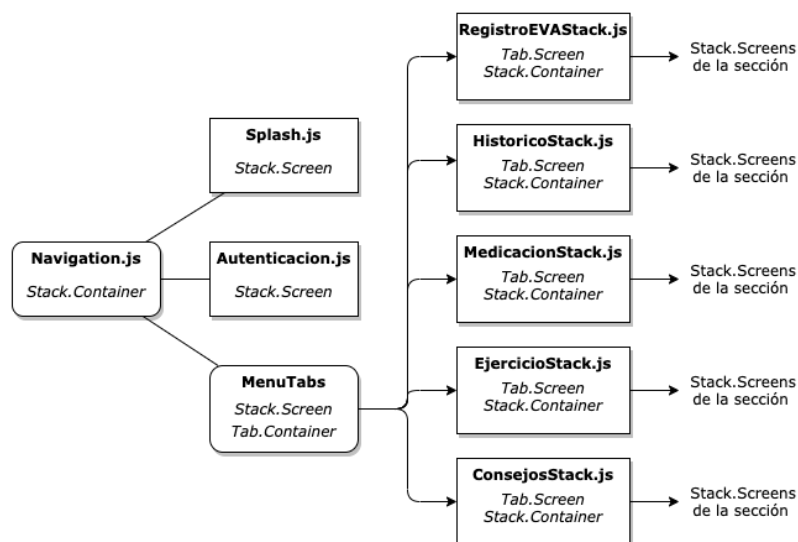 RegistroEVAStack.js
Tab.Screen
Stack.Container
Stack.Screens
de la sección
Splash.js
Stack.Screen
HistoricoStack.js
Tab.Screen
Stack.Container
Stack.Screens
de la sección
Navigation.js
Stack.Container
Autenticacion.js
Stack.Screen
MedicacionStack.js
Tab.Screen
Stack.Container
Stack.Screens
de la sección
MenuTabs
Stack.Screen
Tab.Container
EjercicioStack.js
Tab.Screen
Stack.Container
Stack.Screens
de la sección
ConsejosStack.js
Tab.Screen
Stack.Container
Stack.Screens
de la sección